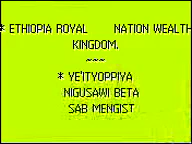 * ETHIOPIA ROYAL NATION WEALTH
KINGDOM.
~~~
* YE'ITYOPPIYA
NIGUSAWI BETA
SAB MENGIST